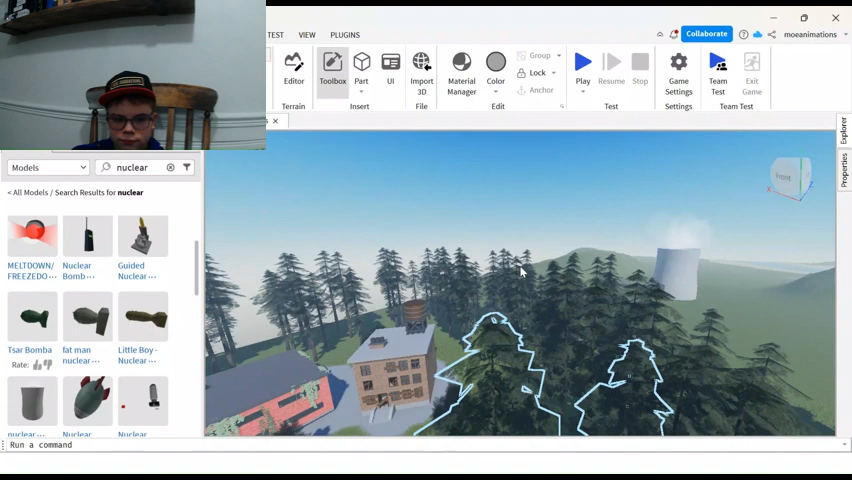 TEST VIEW PLUGINS
Collaborate
moeanimations
Editor
Toolbox
Part
UI
Import
3D
Material
Manager
Color
Group
Lock
Anchor
Play
Resume
Stop
Game
Settings
Team
Test
Exit
Game
Terrain
Insert
File
Edit
Test
Settings
Team Test
Explorer
Properties
Models
nuclear
< All Models / Search Results for nuclear
MELTDOWN/
FREEZEDO...
Nuclear
Bomb...
Guided
Nuclear...
Tsar Bomba
Rate:
fat man
nuclear...
Little Boy -
Nuclear...
nuclear
Nuclear
Nuclear
Front
X
Z
Run a command